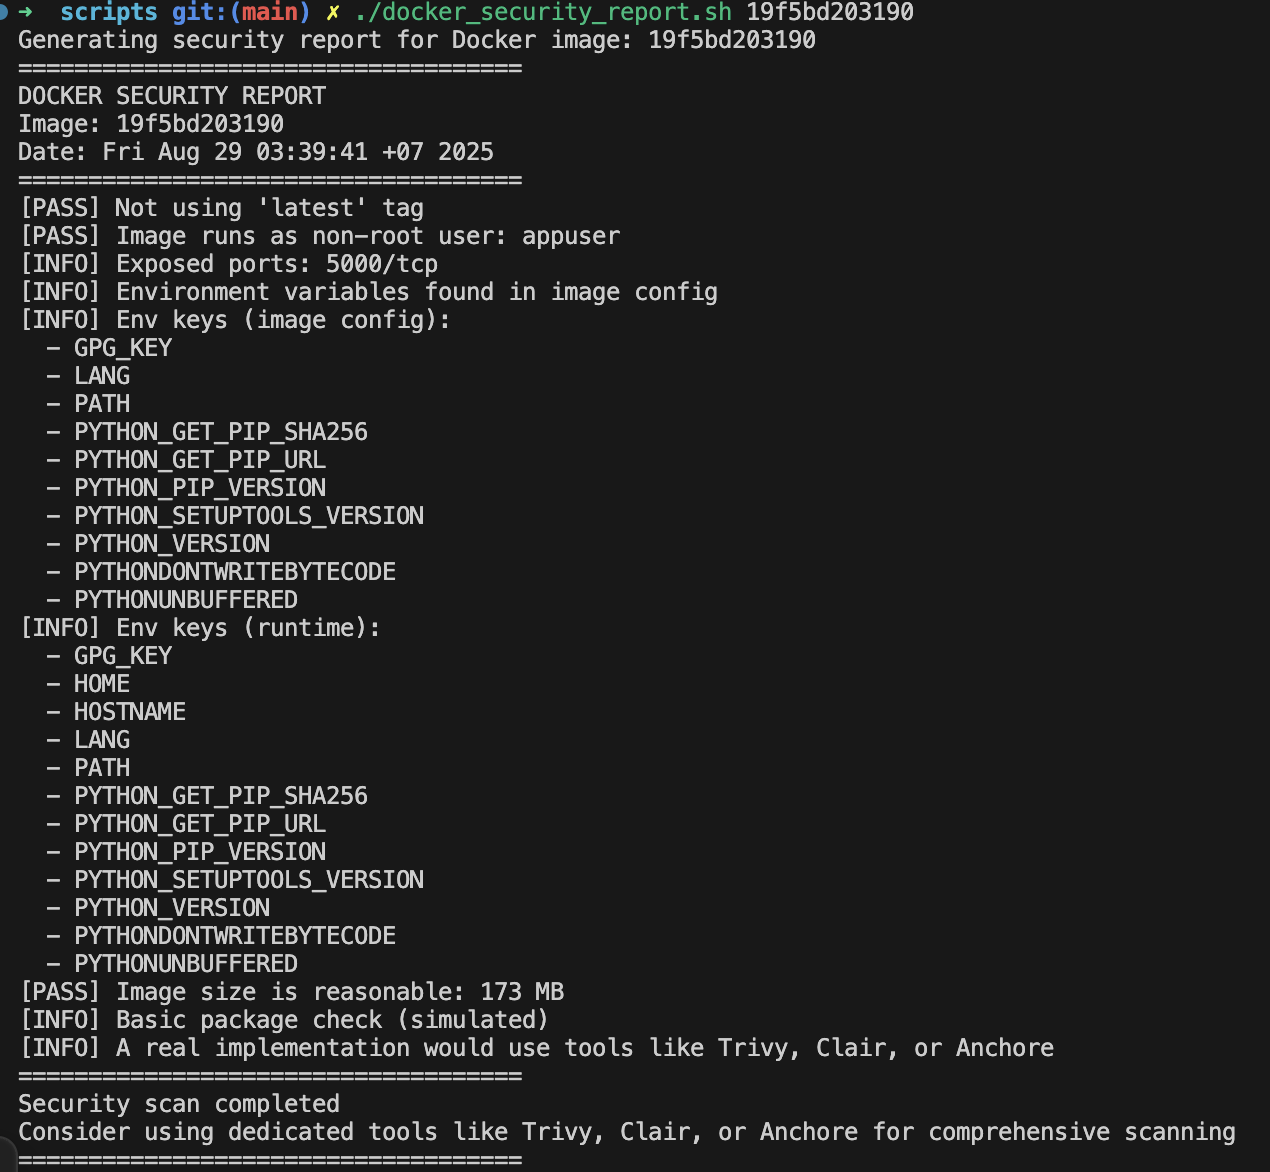 ➜  scripts git:(main) ✗ ./docker_security_report.sh 19f5bd203190
Generating security report for Docker image: 19f5bd203190
====================================
DOCKER SECURITY REPORT
Image: 19f5bd203190
Date: Fri Aug 29 03:39:41 +07 2025
====================================
[PASS] Not using 'latest' tag
[PASS] Image runs as non-root user: appuser
[INFO] Exposed ports: 5000/tcp
[INFO] Environment variables found in image config
[INFO] Env keys (image config):
  - GPG_KEY
  - LANG
  - PATH
  - PYTHON_GET_PIP_SHA256
  - PYTHON_GET_PIP_URL
  - PYTHON_PIP_VERSION
  - PYTHON_SETUPTOOLS_VERSION
  - PYTHON_VERSION
  - PYTHONDONTWRITEBYTECODE
  - PYTHONUNBUFFERED
[INFO] Env keys (runtime):
  - GPG_KEY
  - HOME
  - HOSTNAME
  - LANG
  - PATH
  - PYTHON_GET_PIP_SHA256
  - PYTHON_GET_PIP_URL
  - PYTHON_PIP_VERSION
  - PYTHON_SETUPTOOLS_VERSION
  - PYTHON_VERSION
  - PYTHONDONTWRITEBYTECODE
  - PYTHONUNBUFFERED
[PASS] Image size is reasonable: 173 MB
[INFO] Basic package check (simulated)
[INFO] A real implementation would use tools like Trivy, Clair, or Anchore
====================================
Security scan completed
Consider using dedicated tools like Trivy, Clair, or Anchore for comprehensive scanning
====================================